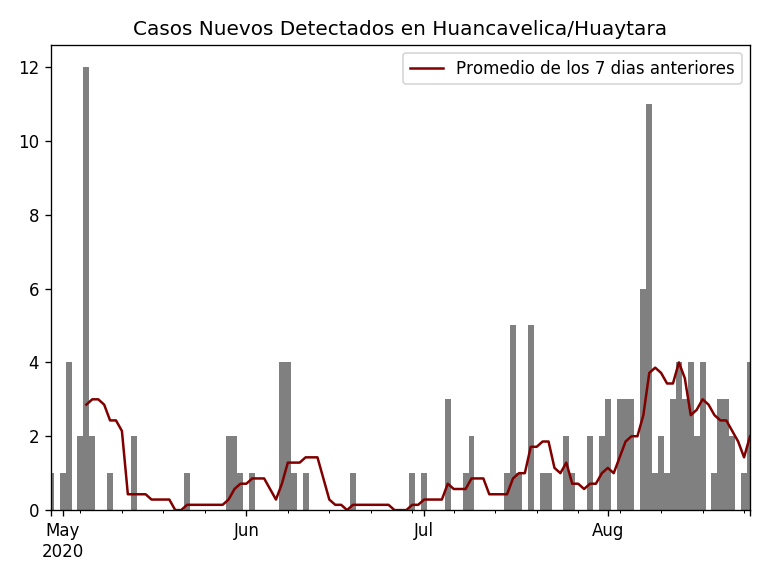 Casos Nuevos Detectados en Huancavelica/Huaytara
Promedio de los 7 dias anteriores
12
10
8
6
4
2
0
May Jun Jul Aug
2020